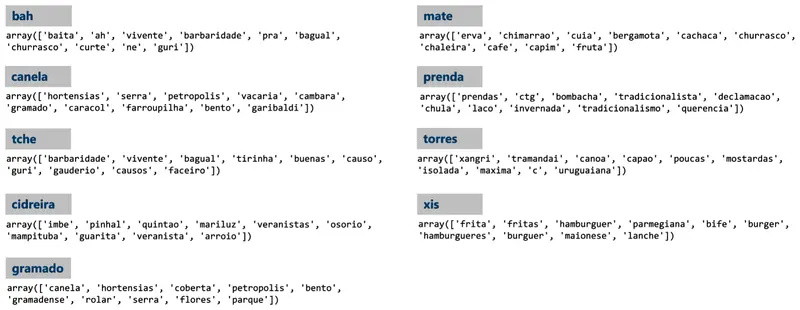 bah
array(['baita', 'ah', 'vivente', 'barbaridade', 'pra', 'bagual',
'churrasco', 'curte', 'ne', 'guri'])
canela
array(['hortensias', 'serra', 'petropolis', 'vacaria', 'cambara',
'gramado', 'caracol', 'farroupilha', 'bento', 'garibaldi'])
tche
array(['barbaridade', 'vivente', 'bagual', 'tirinha', 'buenas', 'causo',
'guri', 'gauderio', 'causos', 'faceiro'])
cidreira
array(['imbe', 'pinhal', 'quintao', 'mariluz', 'veranistas', 'osorio',
'mampituba', 'guarita', 'veranista', 'arroio'])
gramado
array(['canela', 'hortensias', 'coberta', 'petropolis', 'bento',
'gramadense', 'rolar', 'serra', 'flores', 'parque'])
mate
array(['erva', 'chimarrao', 'cuia', 'bergamota', 'cachaca', 'churrasco',
'chaleira', 'cafe', 'capim', 'fruta'])
prenda
array(['prendas', 'ctg', 'bombacha', 'tradicionalista', 'declamacao',
'chula', 'laco', 'invernada', 'tradicionalismo', 'querencia'])
torres
array(['xangri', 'tramandai', 'canoa', 'capao', 'poucas', 'mostardas',
'isolada', 'maxima', 'c', 'uruguaiana'])
xis
array(['frita', 'fritas', 'hamburguer', 'parmegiana', 'bife', 'burger',
'hamburgueres', 'burguer', 'maionese', 'lanche'])